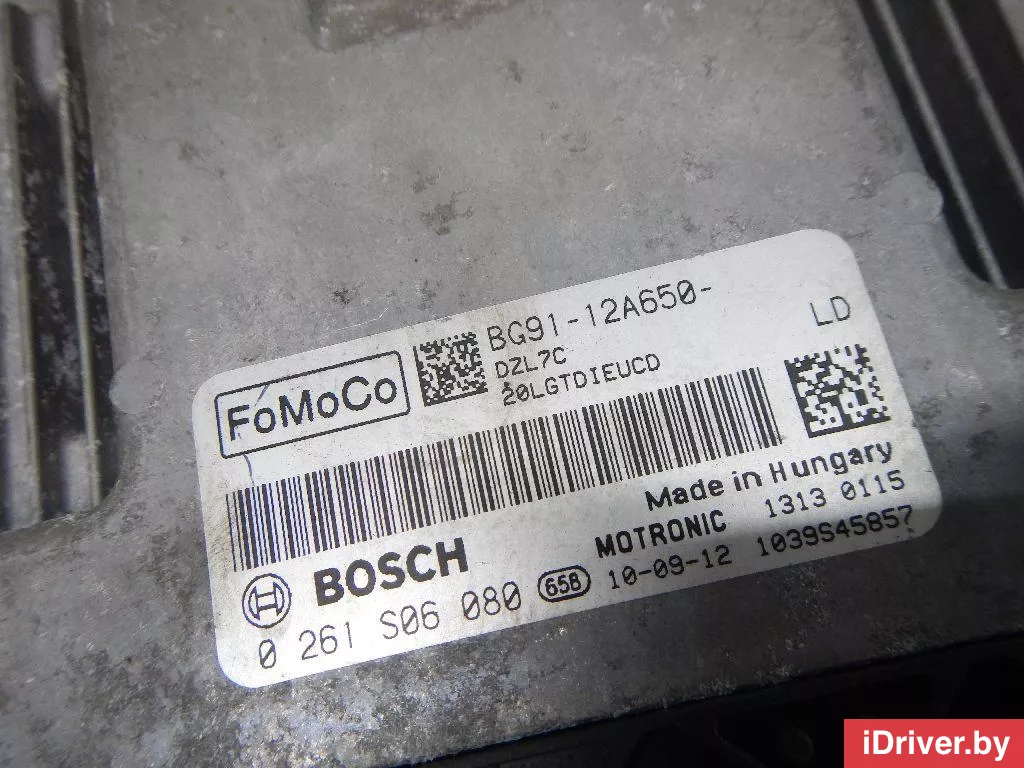 FoMoCo
BG91-12A650-
DZL7C
20LGTDIEUCD
LD
Made in Hungary
BOSCH
MOTRONIC 1313 0115
0 261 S06 080 658 10-09-12 1039S45857
iDriver.by